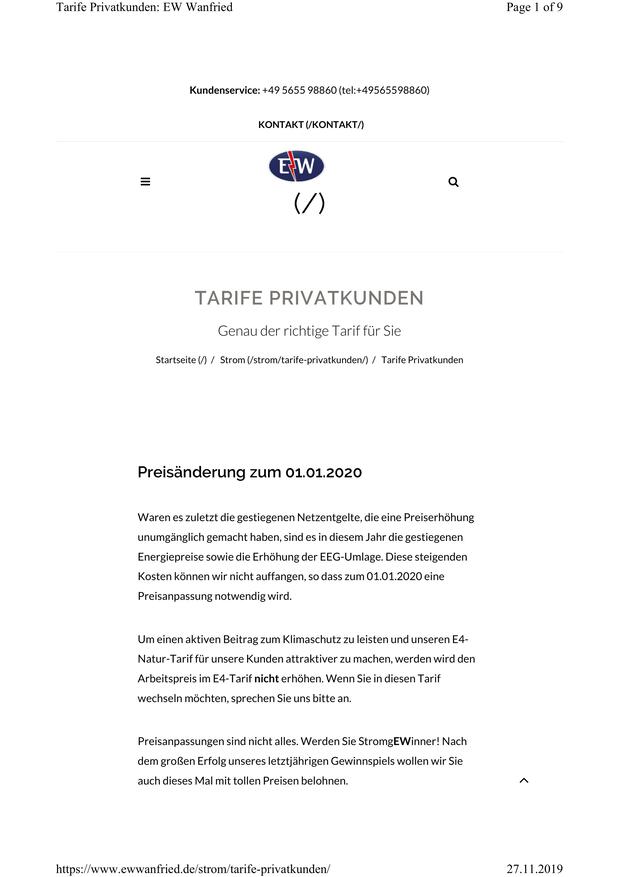 Tarife Privatkunden: EW Wanfried
Page 1 of 9
Kundenservice: +49 5655 98860 (tel:+49565598860)
KONTAKT (/KONTAKT/)
EW
(/)
TARIFE PRIVATKUNDEN
Genau der richtige Tarif für Sie
Startseite (/) / Strom (/strom/tarife-privatkunden/) / Tarife Privatkunden
Preisänderung zum 01.01.2020
Waren es zuletzt die gestiegenen Netzentgelte, die eine Preiserhöhung
unumgänglich gemacht haben, sind es in diesem Jahr die gestiegenen
Energiepreise sowie die Erhöhung der EEG-Umlage. Diese steigenden
Kosten können wir nicht auffangen, so dass zum 01.01.2020 eine
Preisanpassung notwendig wird.
Um einen aktiven Beitrag zum Klimaschutz zu leisten und unseren E4-
Natur-Tarif für unsere Kunden attraktiver zu machen, werden wird den
Arbeitspreis im E4-Tarif nicht erhöhen. Wenn Sie in diesen Tarif
wechseln möchten, sprechen Sie uns bitte an.
Preisanpassungen sind nicht alles. Werden Sie StromgEWinner! Nach
dem großen Erfolg unseres letztjährigen Gewinnspiels wollen wir Sie
auch dieses Mal mit tollen Preisen belohnen.
https://www.ewwanfried.de/strom/tarife-privatkunden/
27.11.2019